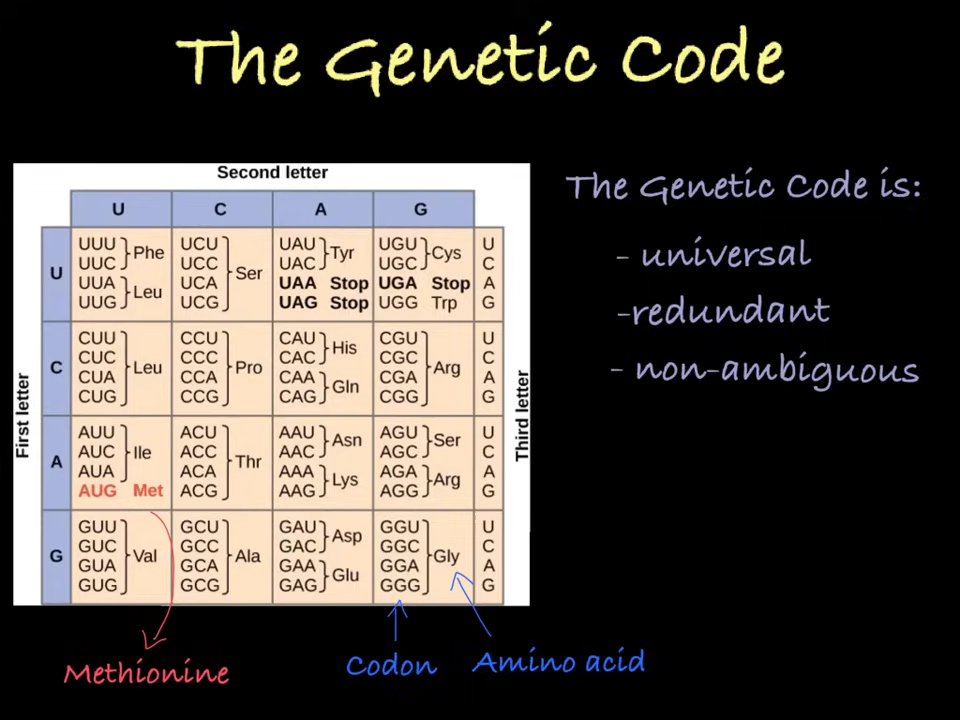 The Genetic Code
Second letter
U C A G
U
UUU
UUC
Phe
UUA
UUG
Leu
UCU
UCC
UCA
UCG
Ser
UAU
UAC
Tyr
UAA Stop
UAG Stop
UGU
UGC
Cys
UGA Stop
UGG Trp
U
C
A
G
C
CUU
CUC
CUA
CUG
Leu
CCU
CCC
CCA
CCG
Pro
CAU
CAC
His
CAA
CAG
Gln
CGU
CGC
CGA
CGG
Arg
U
C
A
G
A
AUU
AUC
AUA
Ile
AUG Met
ACU
ACC
ACA
ACG
Thr
AAU
AAC
Asn
AAA
AAG
Lys
AGU
AGC
Ser
AGA
AGG
Arg
U
C
A
G
G
GUU
GUC
GUA
GUG
Val
GCU
GCC
GCA
GCG
Ala
GAU
GAC
Asp
GAA
GAG
Glu
GGU
GGC
GGA
GGG
Gly
U
C
A
G
First letter
Third letter
Methionine
Codon
Amino acid
The Genetic Code is:
- universal
-redundant
- non-ambiguous